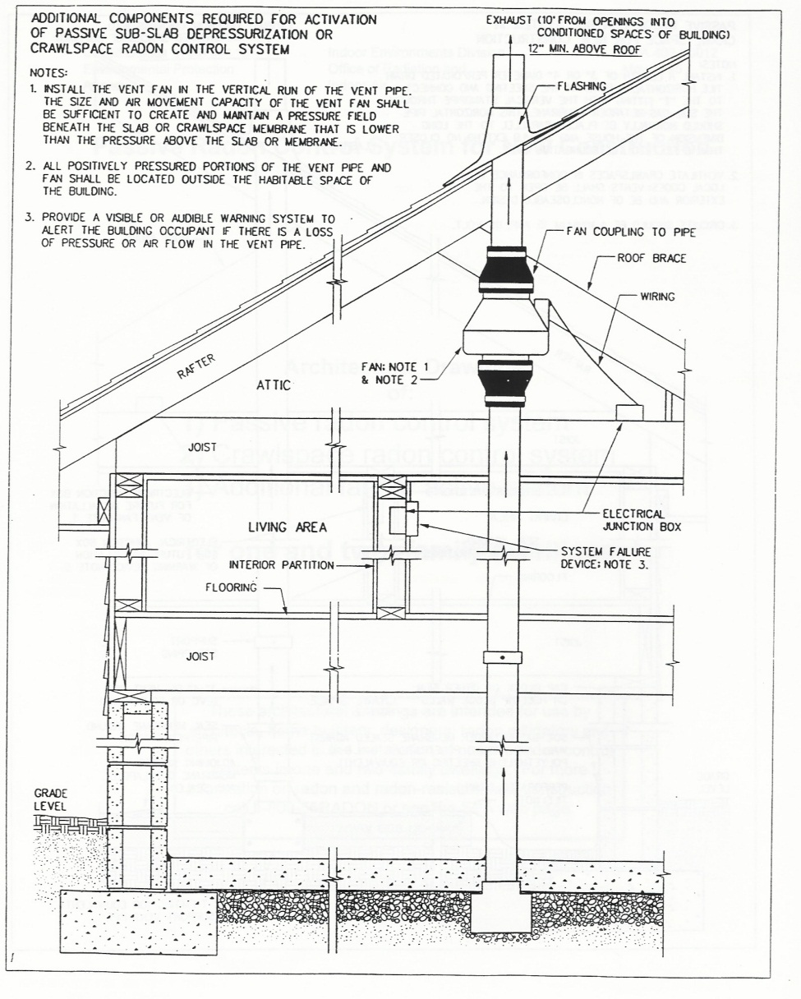 ADDITIONAL COMPONENTS REQUIRED FOR ACTIVATION
OF PASSIVE SUB-SLAB DEPRESSURIZATION OR
CRAWLSPACE RADON CONTROL SYSTEM
NOTES:
1. INSTALL THE VENT FAN IN THE VERTICAL RUN OF THE VENT PIPE.
THE SIZE AND AIR MOVEMENT CAPACITY OF THE VENT FAN SHALL
BE SUFFICIENT TO CREATE AND MAINTAIN A PRESSURE FIELD
BENEATH THE SLAB OR CRAWLSPACE MEMBRANE THAT IS LOWER
THAN THE PRESSURE ABOVE THE SLAB OR MEMBRANE.
2. ALL POSITIVELY PRESSURED PORTIONS OF THE VENT PIPE AND
FAN SHALL BE LOCATED OUTSIDE THE HABITABLE SPACE OF
THE BUILDING.
3. PROVIDE A VISIBLE OR AUDIBLE WARNING SYSTEM TO
ALERT THE BUILDING OCCUPANT IF THERE IS A LOSS
OF PRESSURE OR AIR FLOW IN THE VENT PIPE.
EXHAUST (10' FROM OPENINGS INTO
CONDITIONED SPACES OF BUILDING)
12" MIN. ABOVE ROOF
FLASHING
FAN COUPLING TO PIPE
ROOF BRACE
WIRING
RAFTER
ATTIC
FAN; NOTE 1
& NOTE 2
JOIST
LIVING AREA
ELECTRICAL
JUNCTION BOX
SYSTEM FAILURE
DEVICE; NOTE 3.
INTERIOR PARTITION
FLOORING
JOIST
GRADE
LEVEL